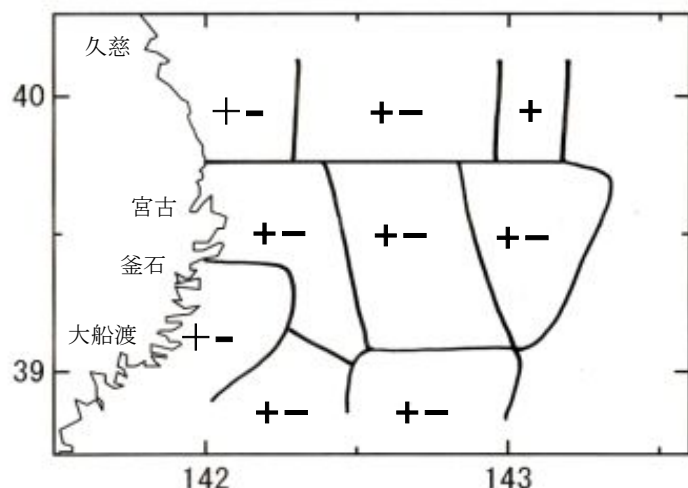 久慈
40
+- +- +
宮古
+- +- +-
釜石
大船渡
+-
39
+- +-
142 143